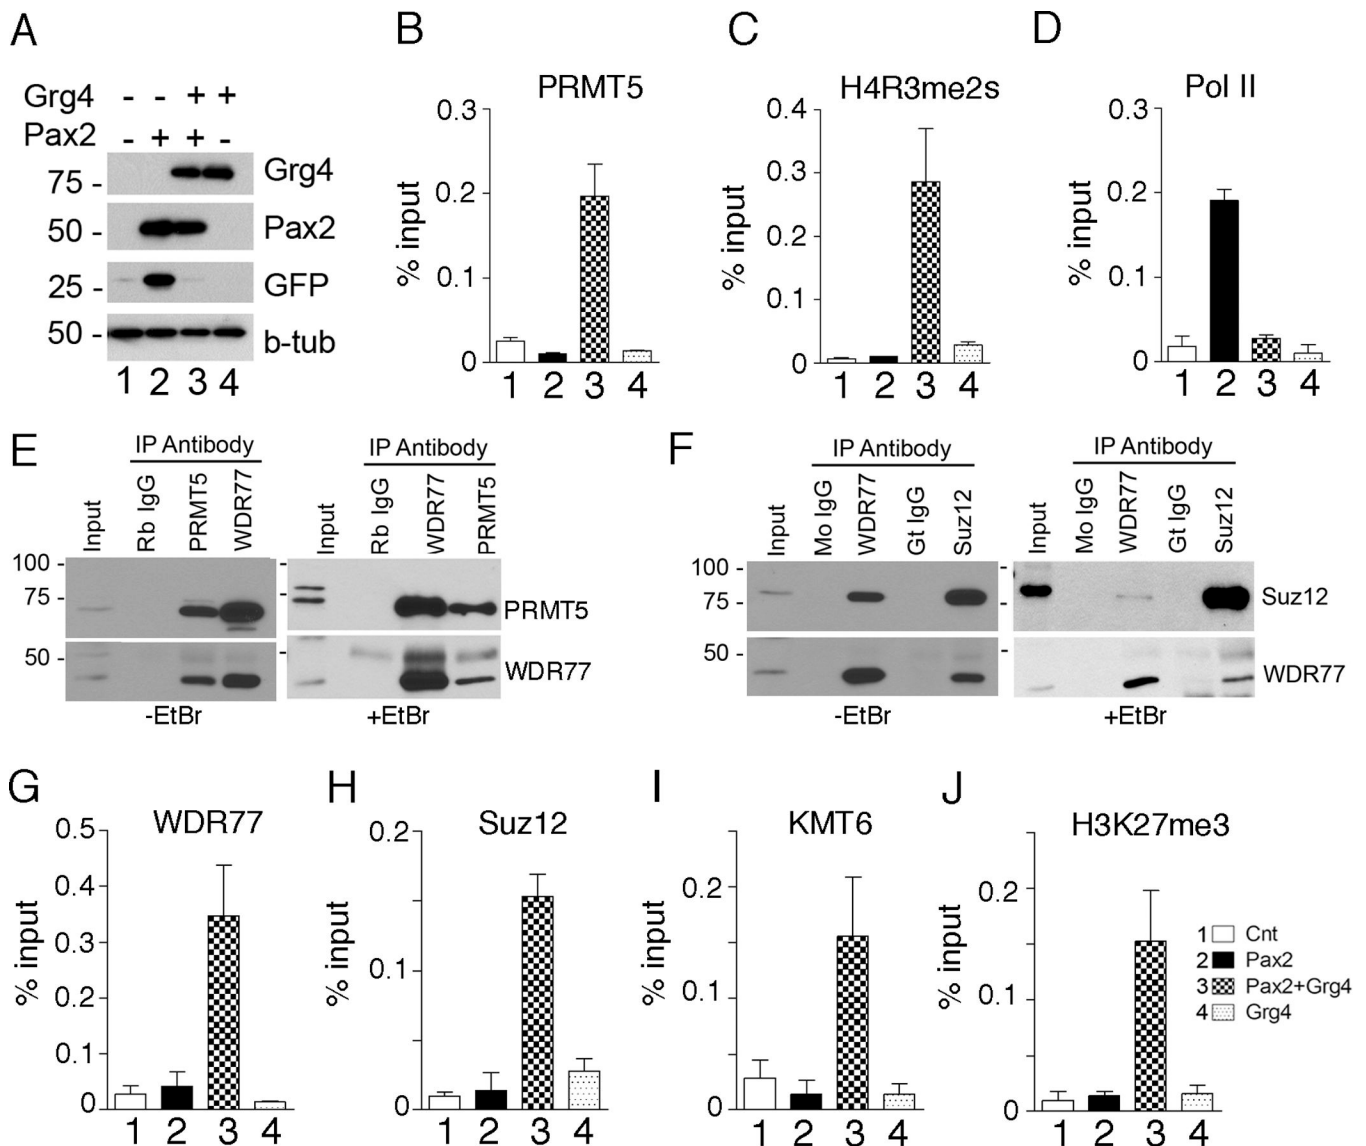 A
Grg4 - - + +
Pax2 - + + -
75 - Grg4
50 - Pax2
25 - GFP
50 - b-tub
1 2 3 4
B
PRMT5
% input
0.3
0.2
0.1
0
1 2 3 4
C
H4R3me2s
% input
0.4
0.3
0.2
0.1
0
1 2 3 4
D
Pol II
% input
0.3
0.2
0.1
0
1 2 3 4
E
IP Antibody
Input Rb IgG PRMT5 WDR77
100 -
75 -
50 -
-EtBr
IP Antibody
Input Rb IgG WDR77 PRMT5
PRMT5
WDR77
+EtBr
F
IP Antibody
Input Mo IgG WDR77 Gt IgG Suz12
100 -
75 -
50 -
-EtBr
IP Antibody
Input Mo IgG WDR77 Gt IgG Suz12
Suz12
WDR77
+EtBr
G
WDR77
% input
0.5
0.4
0.3
0.2
0.1
0
1 2 3 4
H
Suz12
% input
0.2
0.1
0
1 2 3 4
I
KMT6
% input
0.2
0.1
0
1 2 3 4
J
H3K27me3
% input
0.2
0.1
0
1 2 3 4
1 Cnt
2 Pax2
3 Pax2+Grg4
4 Grg4